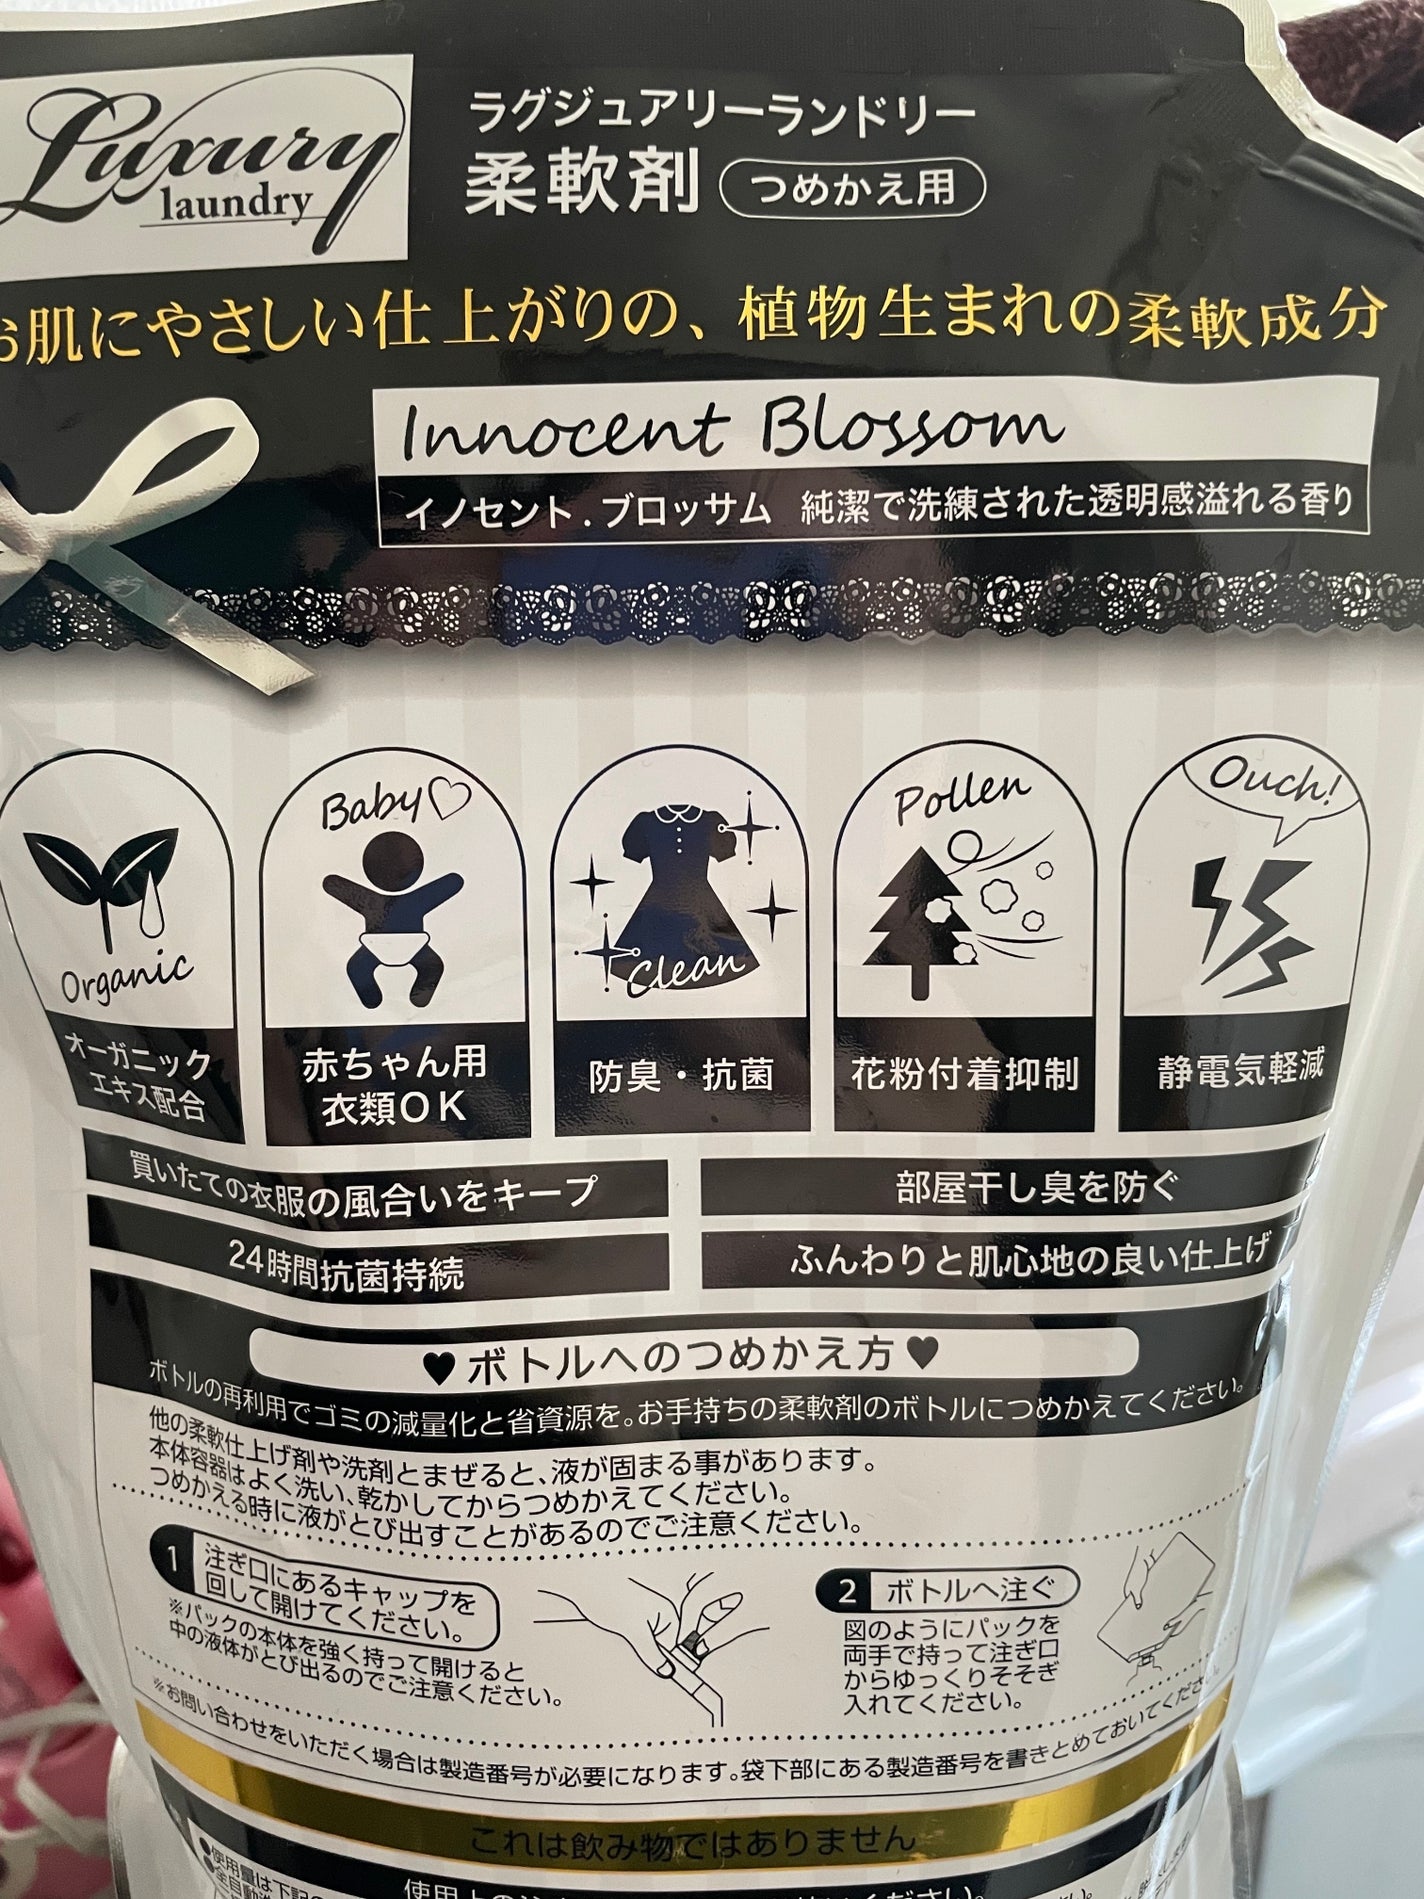 Luxury
laundry
ラグジュアリーランドリー
柔軟剤 つめかえ用
お肌にやさしい仕上がりの、植物生まれの柔軟成分
Innocent Blossom
イノセント.ブロッサム 純潔で洗練された透明感溢れる香り
Organic
オーガニック
エキス配合
Baby
赤ちゃん用
衣類OK
Clean
防臭・抗菌
Pollen
花粉付着抑制
Ouch!
静電気軽減
買いたての衣服の風合いをキープ
部屋干し臭を防ぐ
24時間抗菌持続
ふんわりと肌心地の良い仕上げ
♥ボトルへのつめかえ方♥
ボトルの再利用でゴミの減量化と省資源を。お手持ちの柔軟剤のボトルにつめかえてください。
他の柔軟仕上げ剤や洗剤とまぜると、液が固まる事があります。
本体容器はよく洗い、乾かしてからつめかえてください。
つめかえる時に液がとび出すことがあるのでご注意ください。
1 注ぎ口にあるキャップを
回して開けてください。
※パックの本体を強く持って開けると
中の液体がとび出るのでご注意ください。
2 ボトルへ注ぐ
図のようにパックを
両手で持って注ぎ口
からゆっくりそそぎ
入れてください。
※お問い合わせをいただく場合は製造番号が必要になります。袋下部にある製造番号を書きとめておいてください。
これは飲み物ではありません
●使用量は下記の
使用上の注